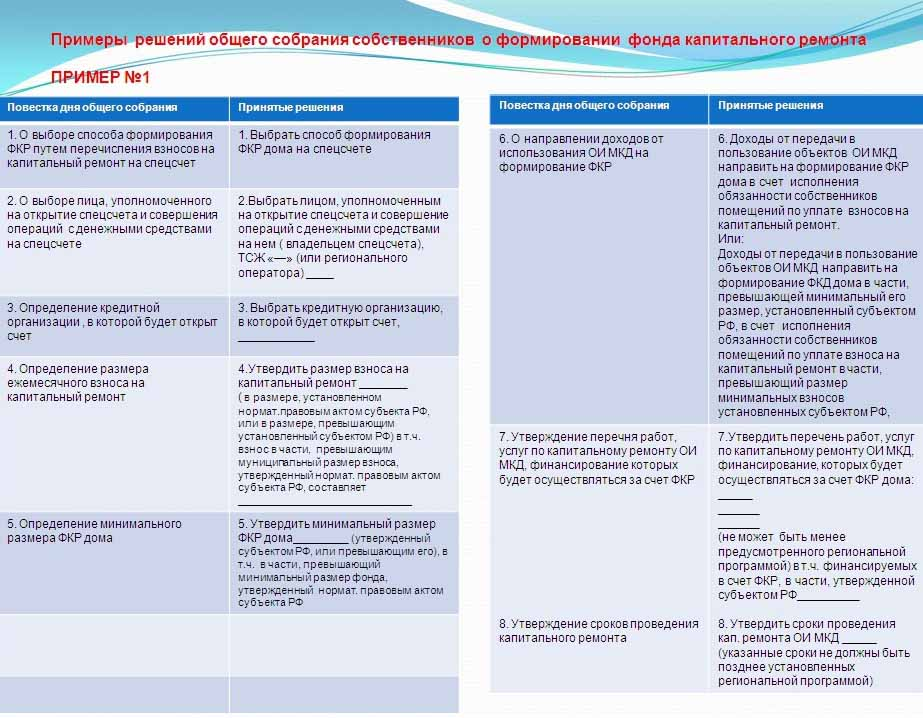 Примеры решений общего собрания собственников о формировании фонда капитального ремонта
ПРИМЕР №1
Повестка дня общего собрания
Принятые решения
1. О выборе способа формирования
ФКР путем перечисления взносов на
капитальный ремонт на спецсчет
1. Выбрать способ формирования
ФКР дома на спецсчете
2. О выборе лица, уполномоченного
на открытие спецсчета и совершения
операций с денежными средствами
на спецсчете
2.Выбрать лицом, уполномоченным
на открытие спецсчета и совершение
операций с денежными средствами
на нем ( владельцем спецсчета),
ТСЖ «—» (или регионального
оператора) ____
3. Определение кредитной
организации , в которой будет открыт
счет
3. Выбрать кредитную организацию,
в которой будет открыт счет,
___________
4. Определение размера
ежемесячного взноса на
капитальный ремонт
4.Утвердить размер взноса на
капитальный ремонт _______
( в размере, установленном
нормат.правовым актом субъекта РФ,
или в размере, превышающим
установленный субъектом РФ) в т.ч.
взнос в части, превышающим
муниципальный размер взноса,
утвержденный нормат. правовым актом
субъекта РФ, составляет
_____________________________
5. Определение минимального
размера ФКР дома
5. Утвердить минимальный размер
ФКР дома________ (утвержденный
субъектом РФ, или превышающим его), в
т.ч. в части, превышающий
минимальный размер фонда,
утвержденный нормат. правовым актом
субъекта РФ
Повестка дня общего собрания
Принятые решения
6. О направлении доходов от
использования ОИ МКД на
формирование ФКР
6. Доходы от передачи в
пользование объектов ОИ МКД
направить на формирование ФКР
дома в счет исполнения
обязанности собственников
помещений по уплате взносов на
капитальный ремонт.
Или:
Доходы от передачи в пользование
объектов ОИ МКД направить на
формирование ФКД дома в части,
превышающей минимальный его
размер, установленный субъектом
РФ, в счет исполнения
обязанности собственников
помещений по уплате взноса на
капитальный ремонт в части,
превышающий размер
минимальных взносов
установленных субъектом РФ,
7. Утверждение перечня работ,
услуг по капитальному ремонту ОИ
МКД, финансирование которых
будет осуществляться за счет ФКР
7.Утвердить перечень работ, услуг
по капитальному ремонту ОИ МКД,
финансирование, которых будет
осуществляться за счет ФКР дома:
_____
______
______
(не может быть менее
предусмотренного региональной
программой) в т.ч. финансируемых
в счет ФКР, в части, утвержденной
субъектом РФ_________
8. Утверждение сроков проведения
капитального ремонта
8. Утвердить сроки проведения
кап. ремонта ОИ МКД _____
(указанные сроки не должны быть
позднее установленных
региональной программой)